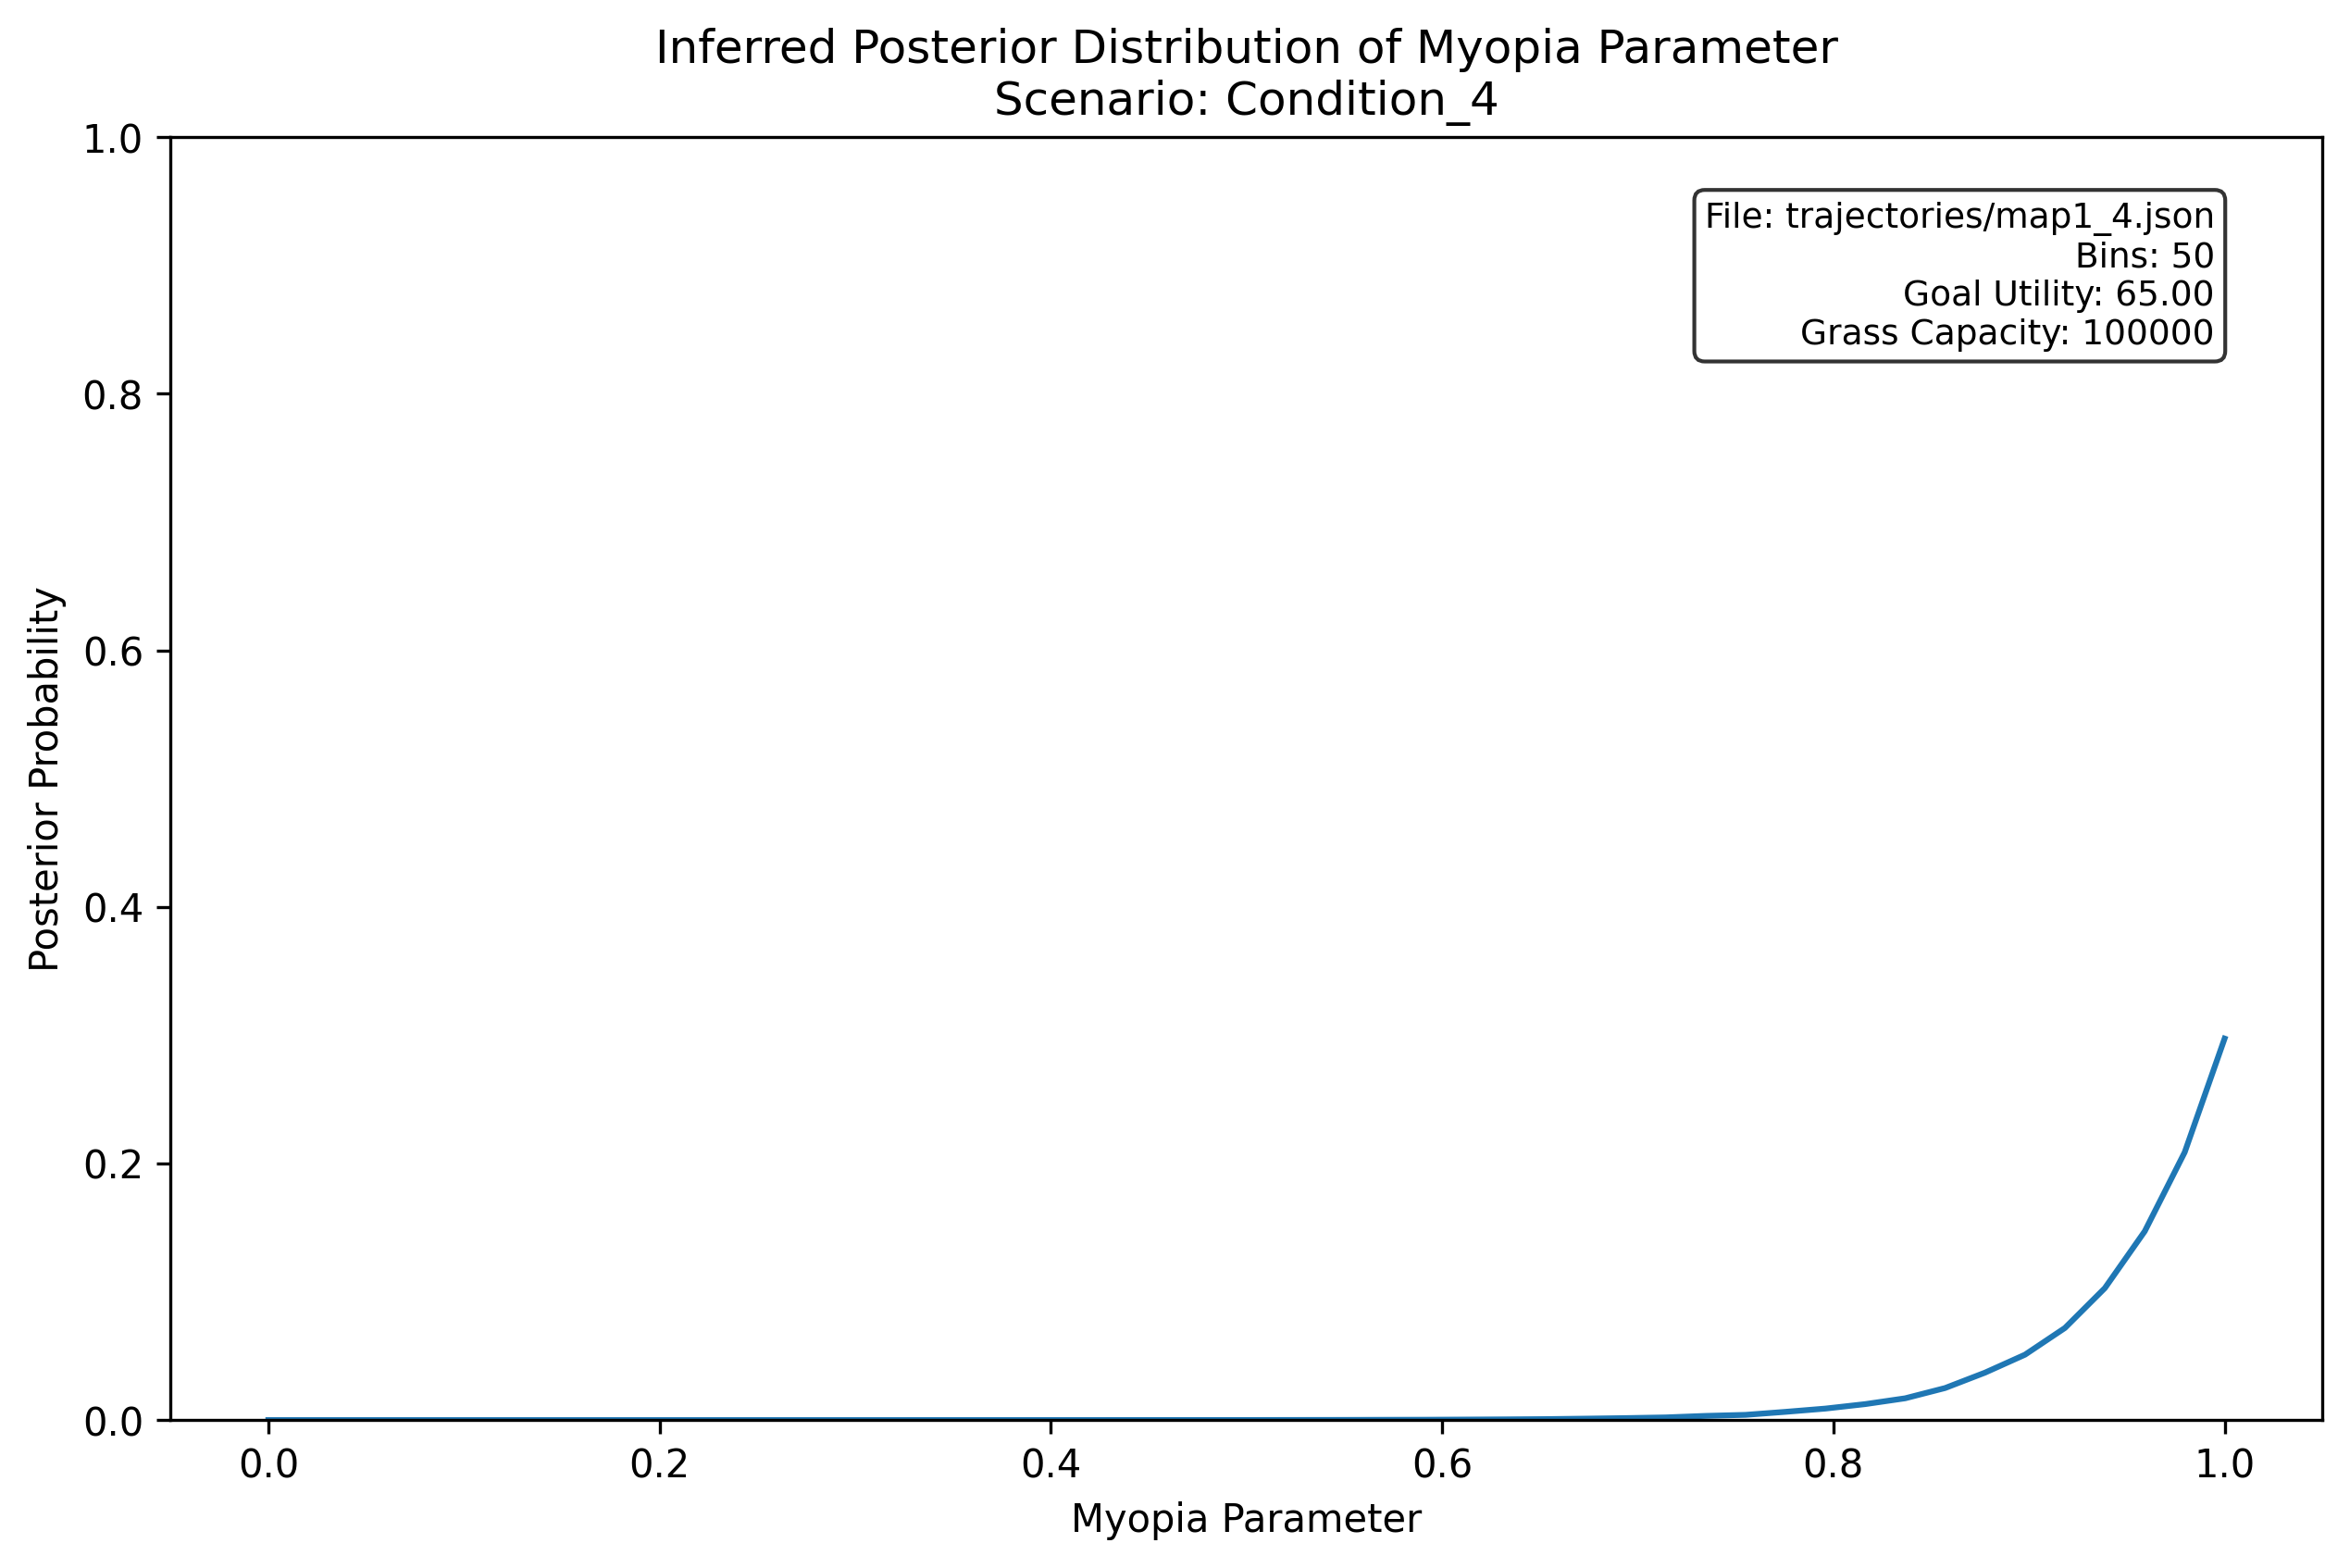 Inferred Posterior Distribution of Myopia Parameter
Scenario: Condition_4
File: trajectories/map1_4.json
Bins: 50
Goal Utility: 65.00
Grass Capacity: 100000
Posterior Probability
1.0
0.8
0.6
0.4
0.2
0.0
0.0 0.2 0.4 0.6 0.8 1.0
Myopia Parameter